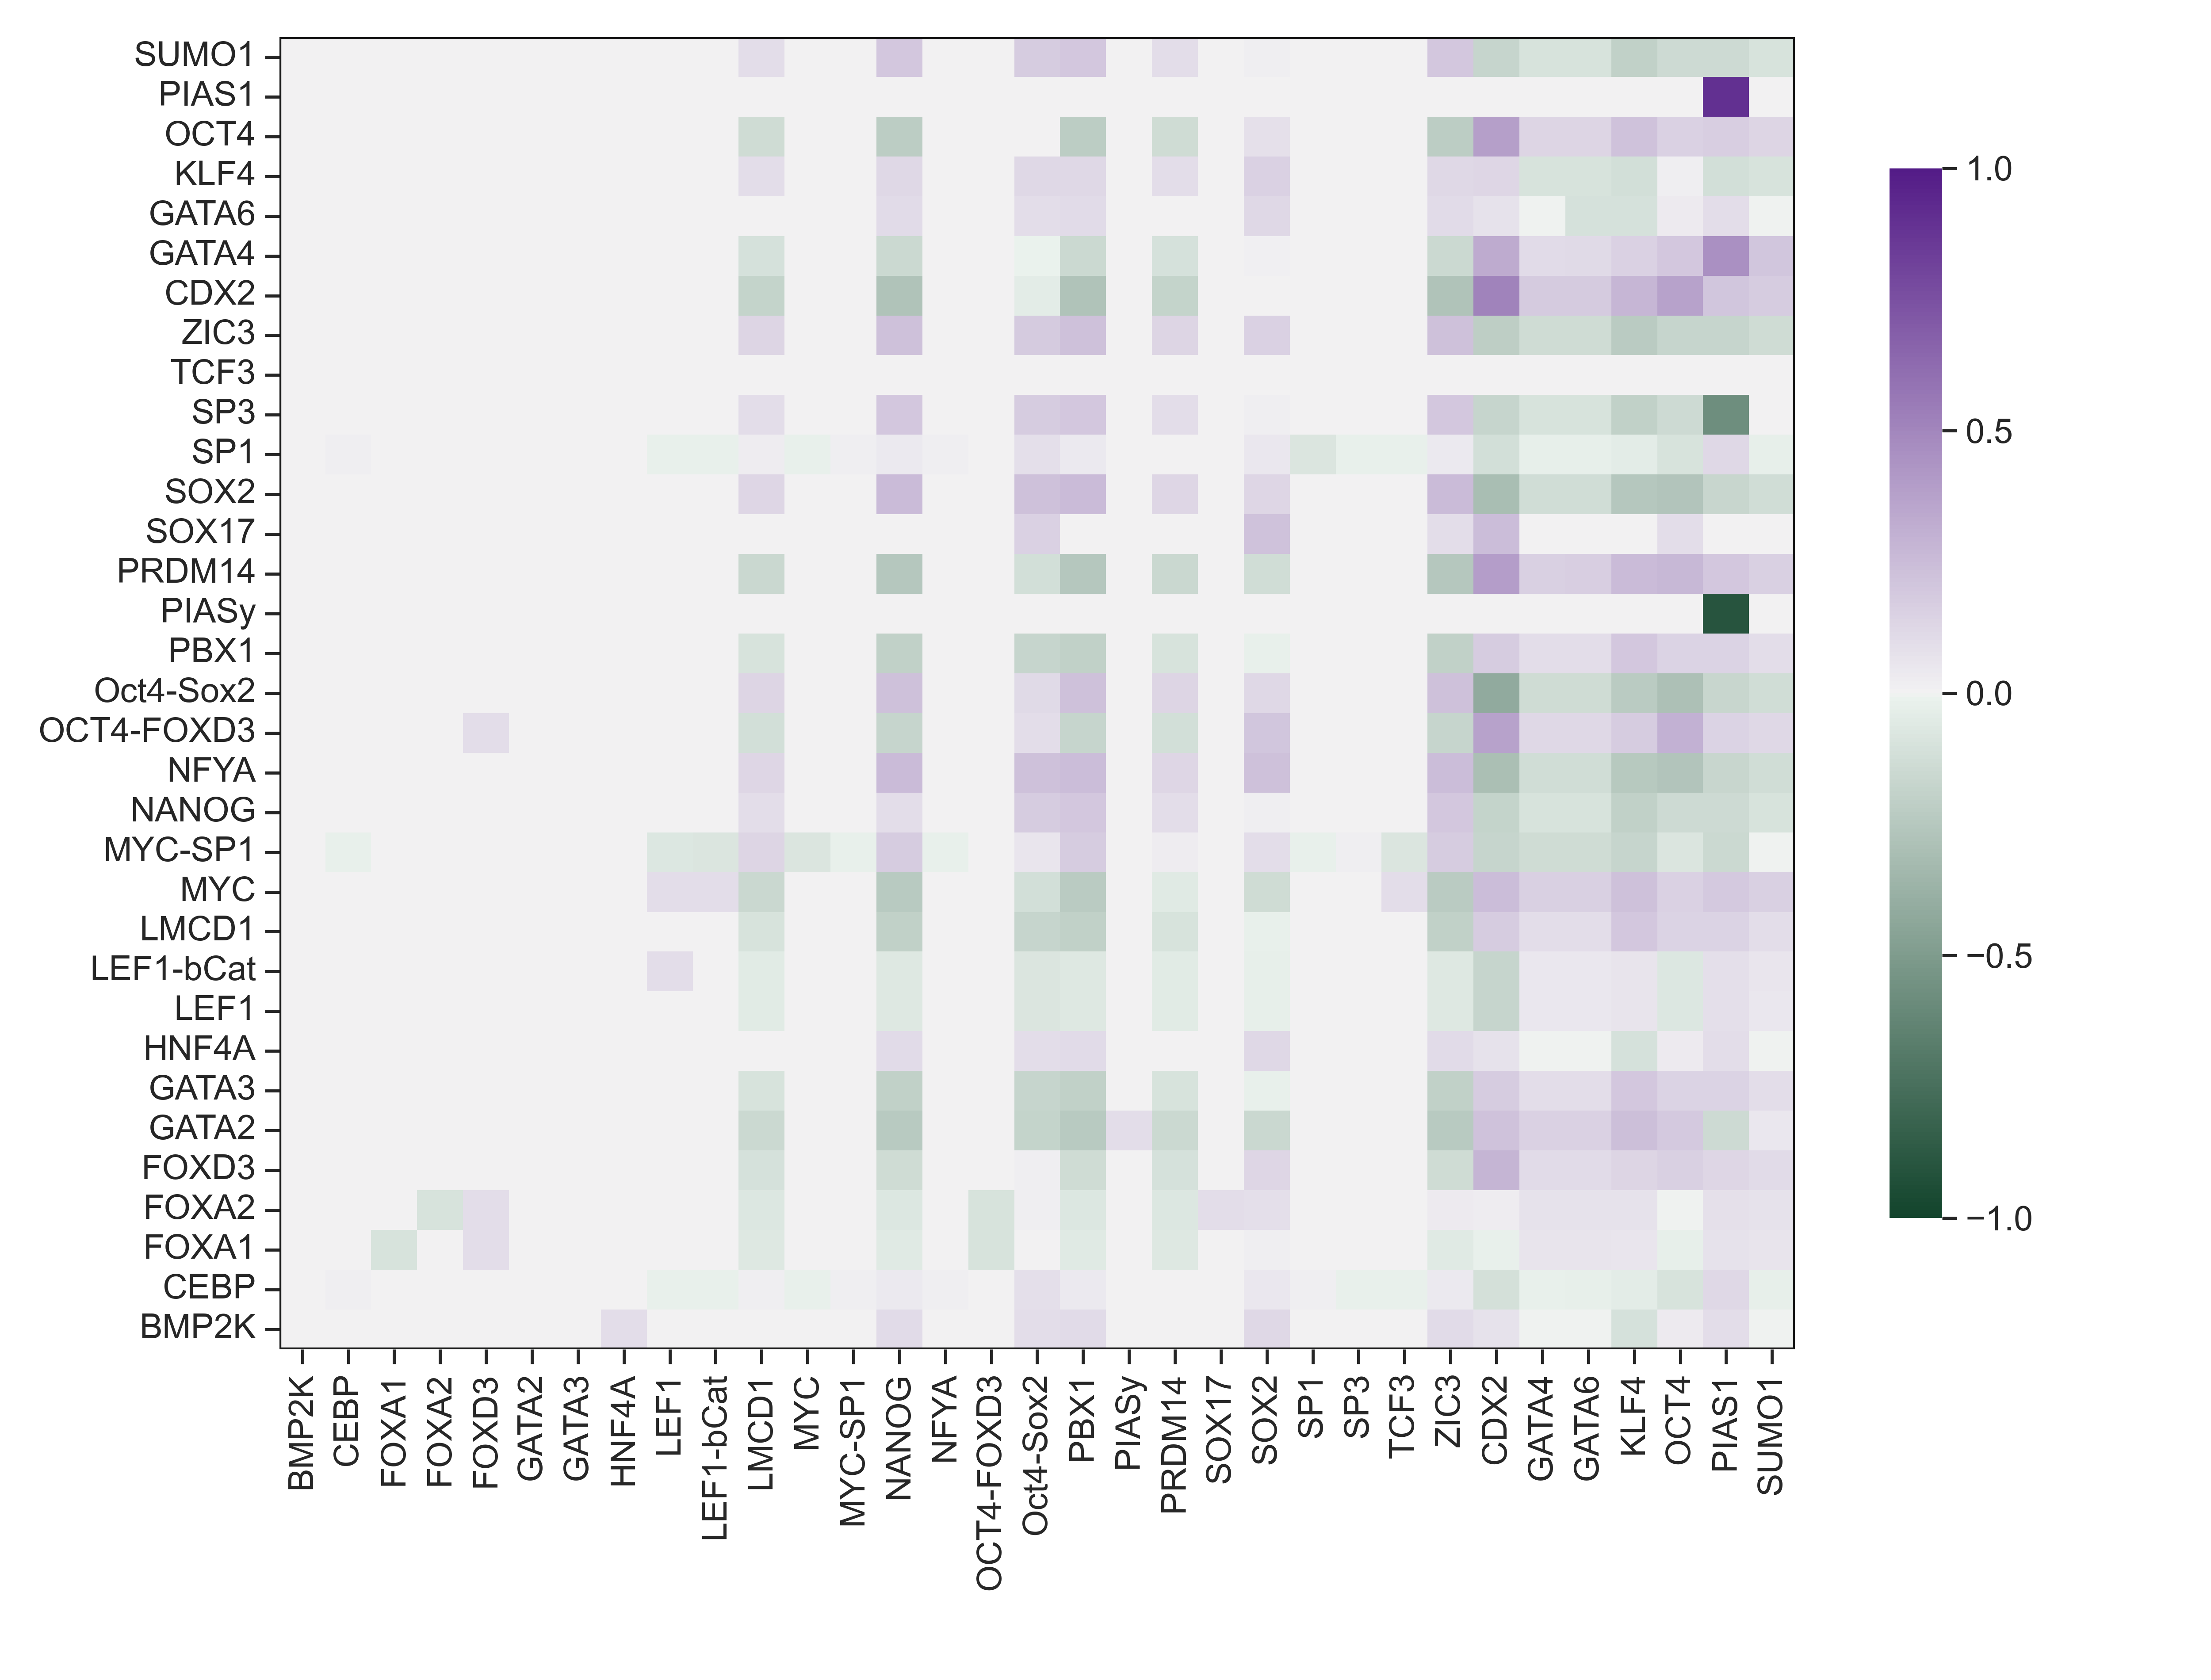 SUMO1
PIAS1
OCT4
KLF4
GATA6
GATA4
CDX2
ZIC3
TCF3
SP3
SP1
SOX2
SOX17
PRDM14
PIASy
PBX1
Oct4-Sox2
OCT4-FOXD3
NFYA
NANOG
MYC-SP1
MYC
LMCD1
LEF1-bCat
LEF1
HNF4A
GATA3
GATA2
FOXD3
FOXA2
FOXA1
CEBP
BMP2K
BMP2K
CEBP
FOXA1
FOXA2
FOXD3
GATA2
GATA3
HNF4A
LEF1
LEF1-bCat
LMCD1
MYC
MYC-SP1
NANOG
NFYA
OCT4-FOXD3
Oct4-Sox2
PBX1
PIASy
PRDM14
SOX17
SOX2
SP1
SP3
TCF3
ZIC3
CDX2
GATA4
GATA6
KLF4
OCT4
PIAS1
SUMO1
1.0
0.5
0.0
−0.5
−1.0